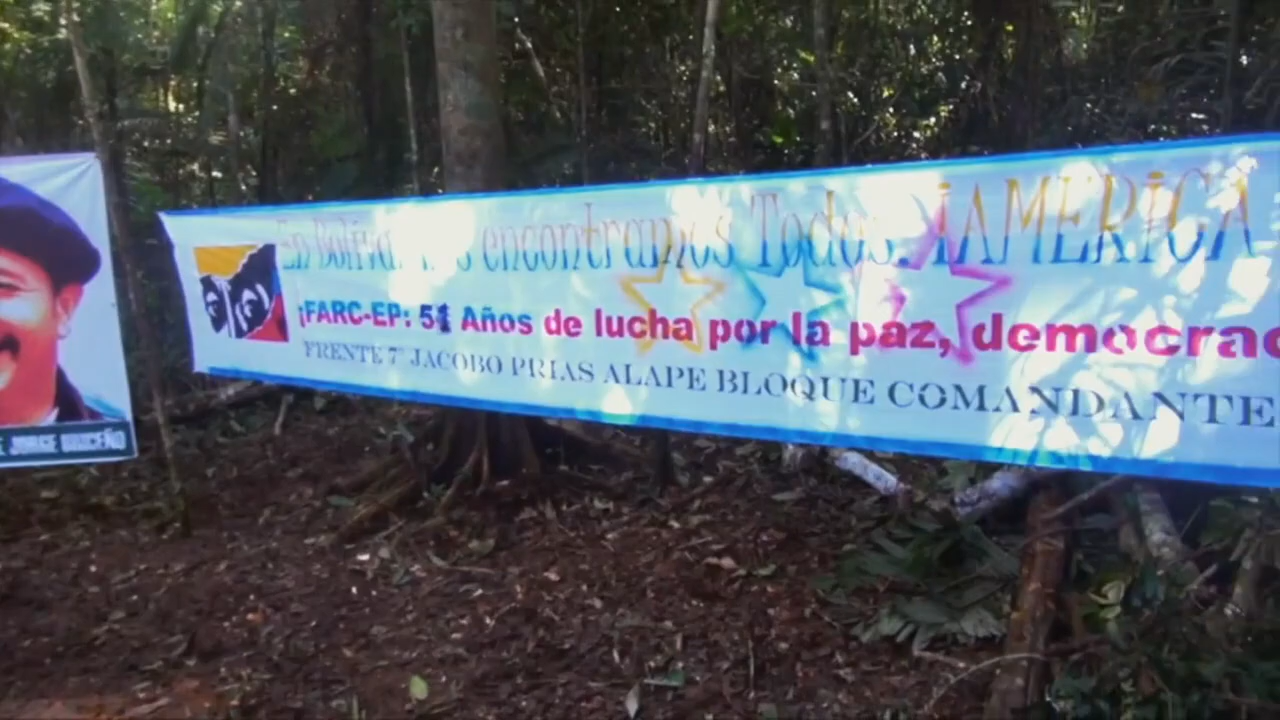 En Bolívar nos encontramos Todos. ¡AMERICA
¡FARC-EP: 51 Años de lucha por la paz, democrac
FRENTE 7° JACOBO PRIAS ALAPE BLOQUE COMANDANTE
E JORGE BRICEÑO